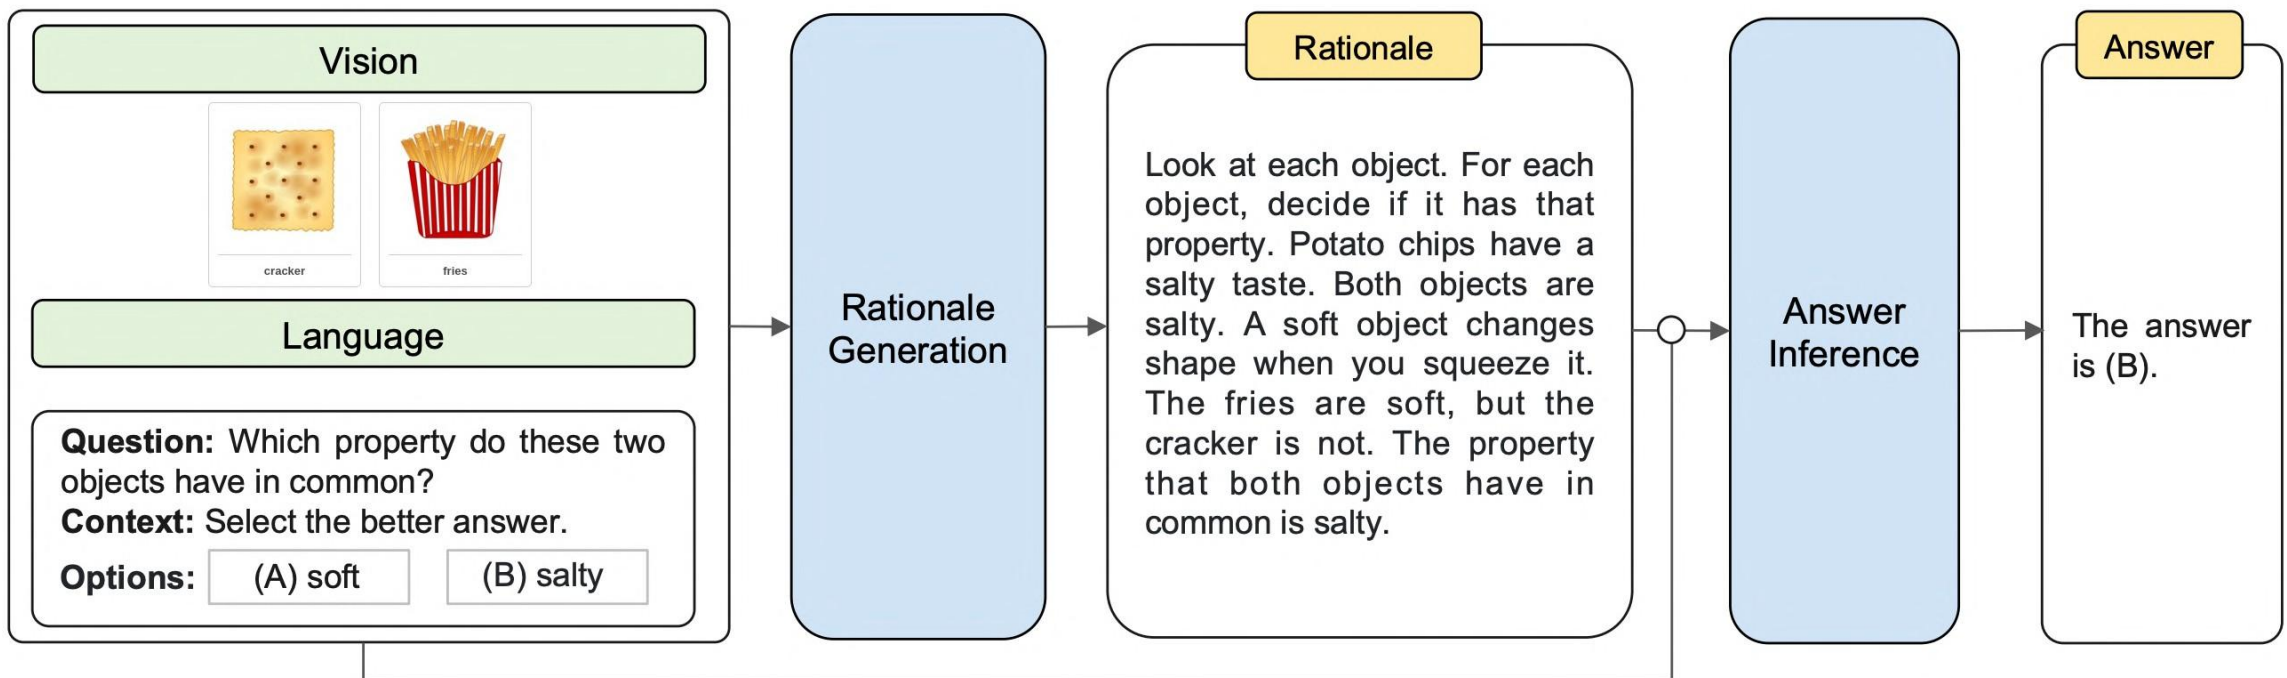 Vision
cracker
fries
Language
Question: Which property do these two
objects have in common?
Context: Select the better answer.
Options:
(A) soft
(B) salty
Rationale
Generation
Rationale
Look at each object. For each
object, decide if it has that
property. Potato chips have a
salty taste. Both objects are
salty. A soft object changes
shape when you squeeze it.
The fries are soft, but the
cracker is not. The property
that both objects have in
common is salty.
Answer
Inference
Answer
The answer
is (B).